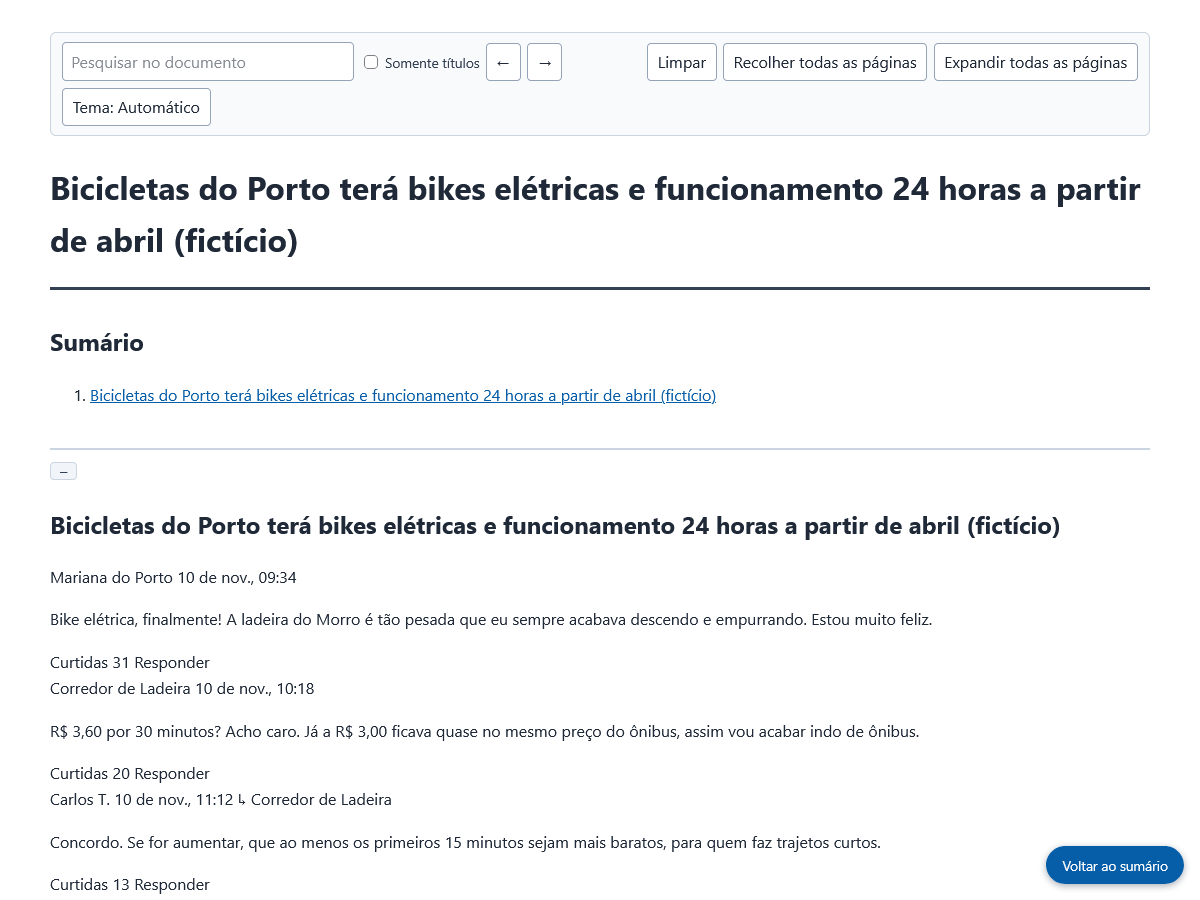 Pesquisar no documento
Somente títulos
←
→
Limpar
Recolher todas as páginas
Expandir todas as páginas
Tema: Automático
Bicicletas do Porto terá bikes elétricas e funcionamento 24 horas a partir
de abril (fictício)
Sumário
1. Bicicletas do Porto terá bikes elétricas e funcionamento 24 horas a partir de abril (fictício)
–
Bicicletas do Porto terá bikes elétricas e funcionamento 24 horas a partir de abril (fictício)
Mariana do Porto 10 de nov., 09:34
Bike elétrica, finalmente! A ladeira do Morro é tão pesada que eu sempre acabava descendo e empurrando. Estou muito feliz.
Curtidas 31 Responder
Corredor de Ladeira 10 de nov., 10:18
R$ 3,60 por 30 minutos? Acho caro. Já a R$ 3,00 ficava quase no mesmo preço do ônibus, assim vou acabar indo de ônibus.
Curtidas 20 Responder
Carlos T. 10 de nov., 11:12 ↳ Corredor de Ladeira
Concordo. Se for aumentar, que ao menos os primeiros 15 minutos sejam mais baratos, para quem faz trajetos curtos.
Curtidas 13 Responder
Voltar ao sumário